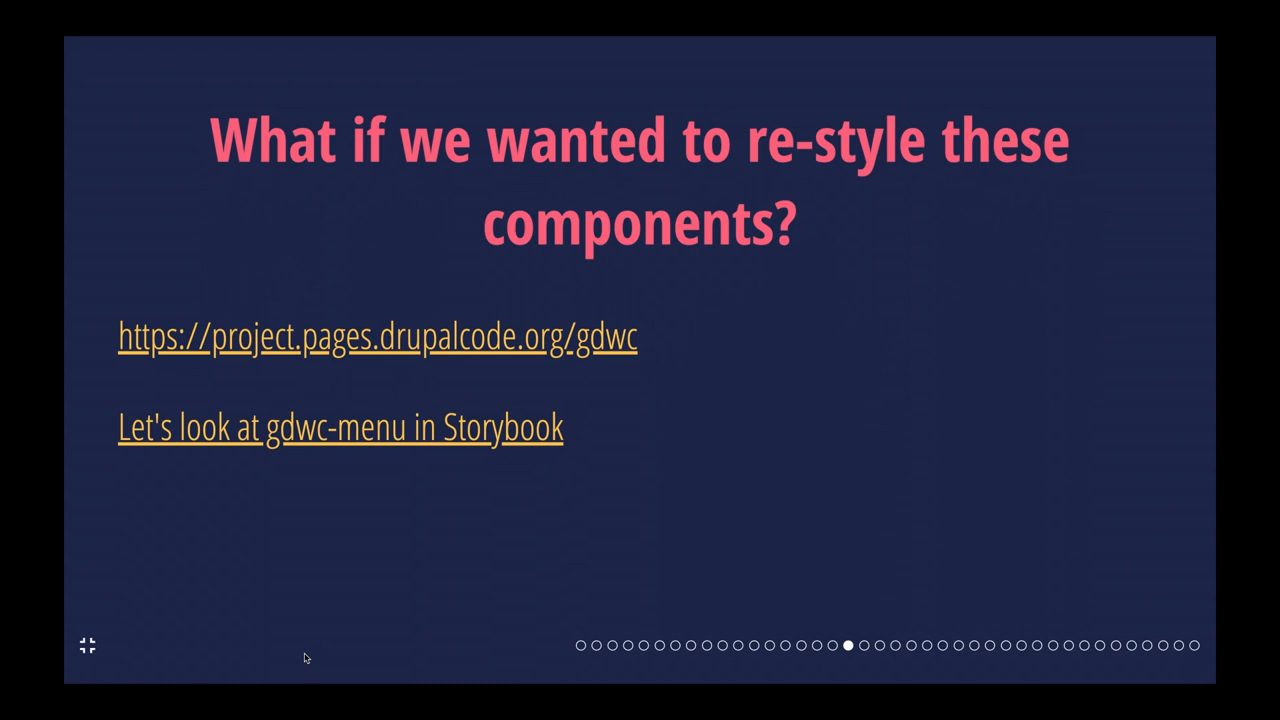 What if we wanted to re-style these
components?
https://project.pages.drupalcode.org/gdwc
Let's look at gdwc-menu in Storybook